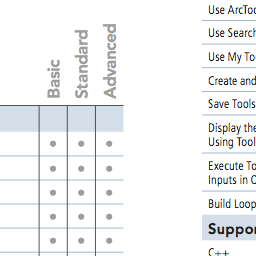 Basic
Standard
Advanced
Use ArcToo
Use Search
Use My To
Create and
Save Tools
Display the
Using Tool
Execute To
Inputs in C
Build Loop
Suppor
C++